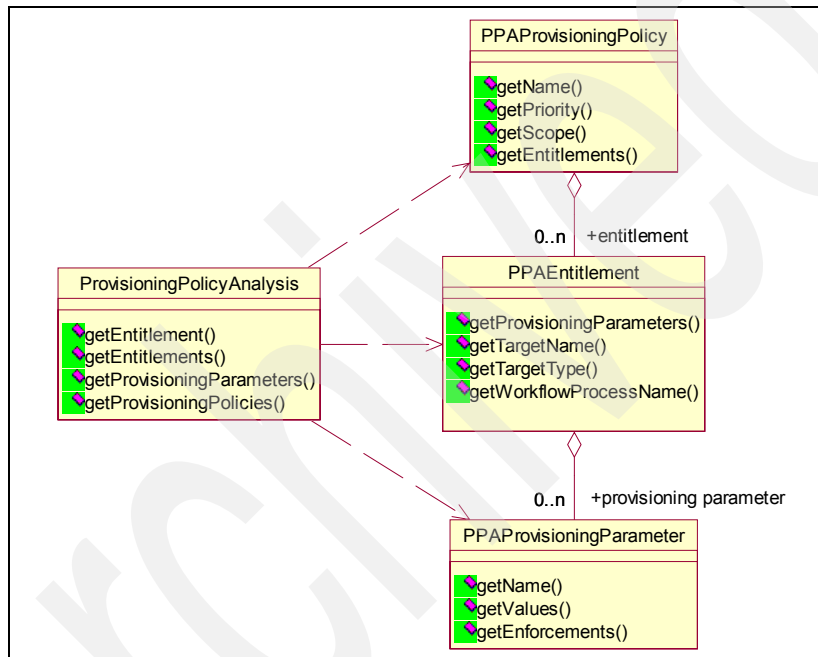 PPAProvisioningPolicy
getName()
getPriority()
getScope()
getEntitlements()
0..n +entitlement
PPAEntitlement
getProvisioningParameters()
getTargetName()
getTargetType()
getWorkflowProcessName()
ProvisioningPolicyAnalysis
getEntitlement()
getEntitlements()
getProvisioningParameters()
getProvisioningPolicies()
0..n +provisioning parameter
PPAProvisioningParameter
getName()
getValues()
getEnforcements()